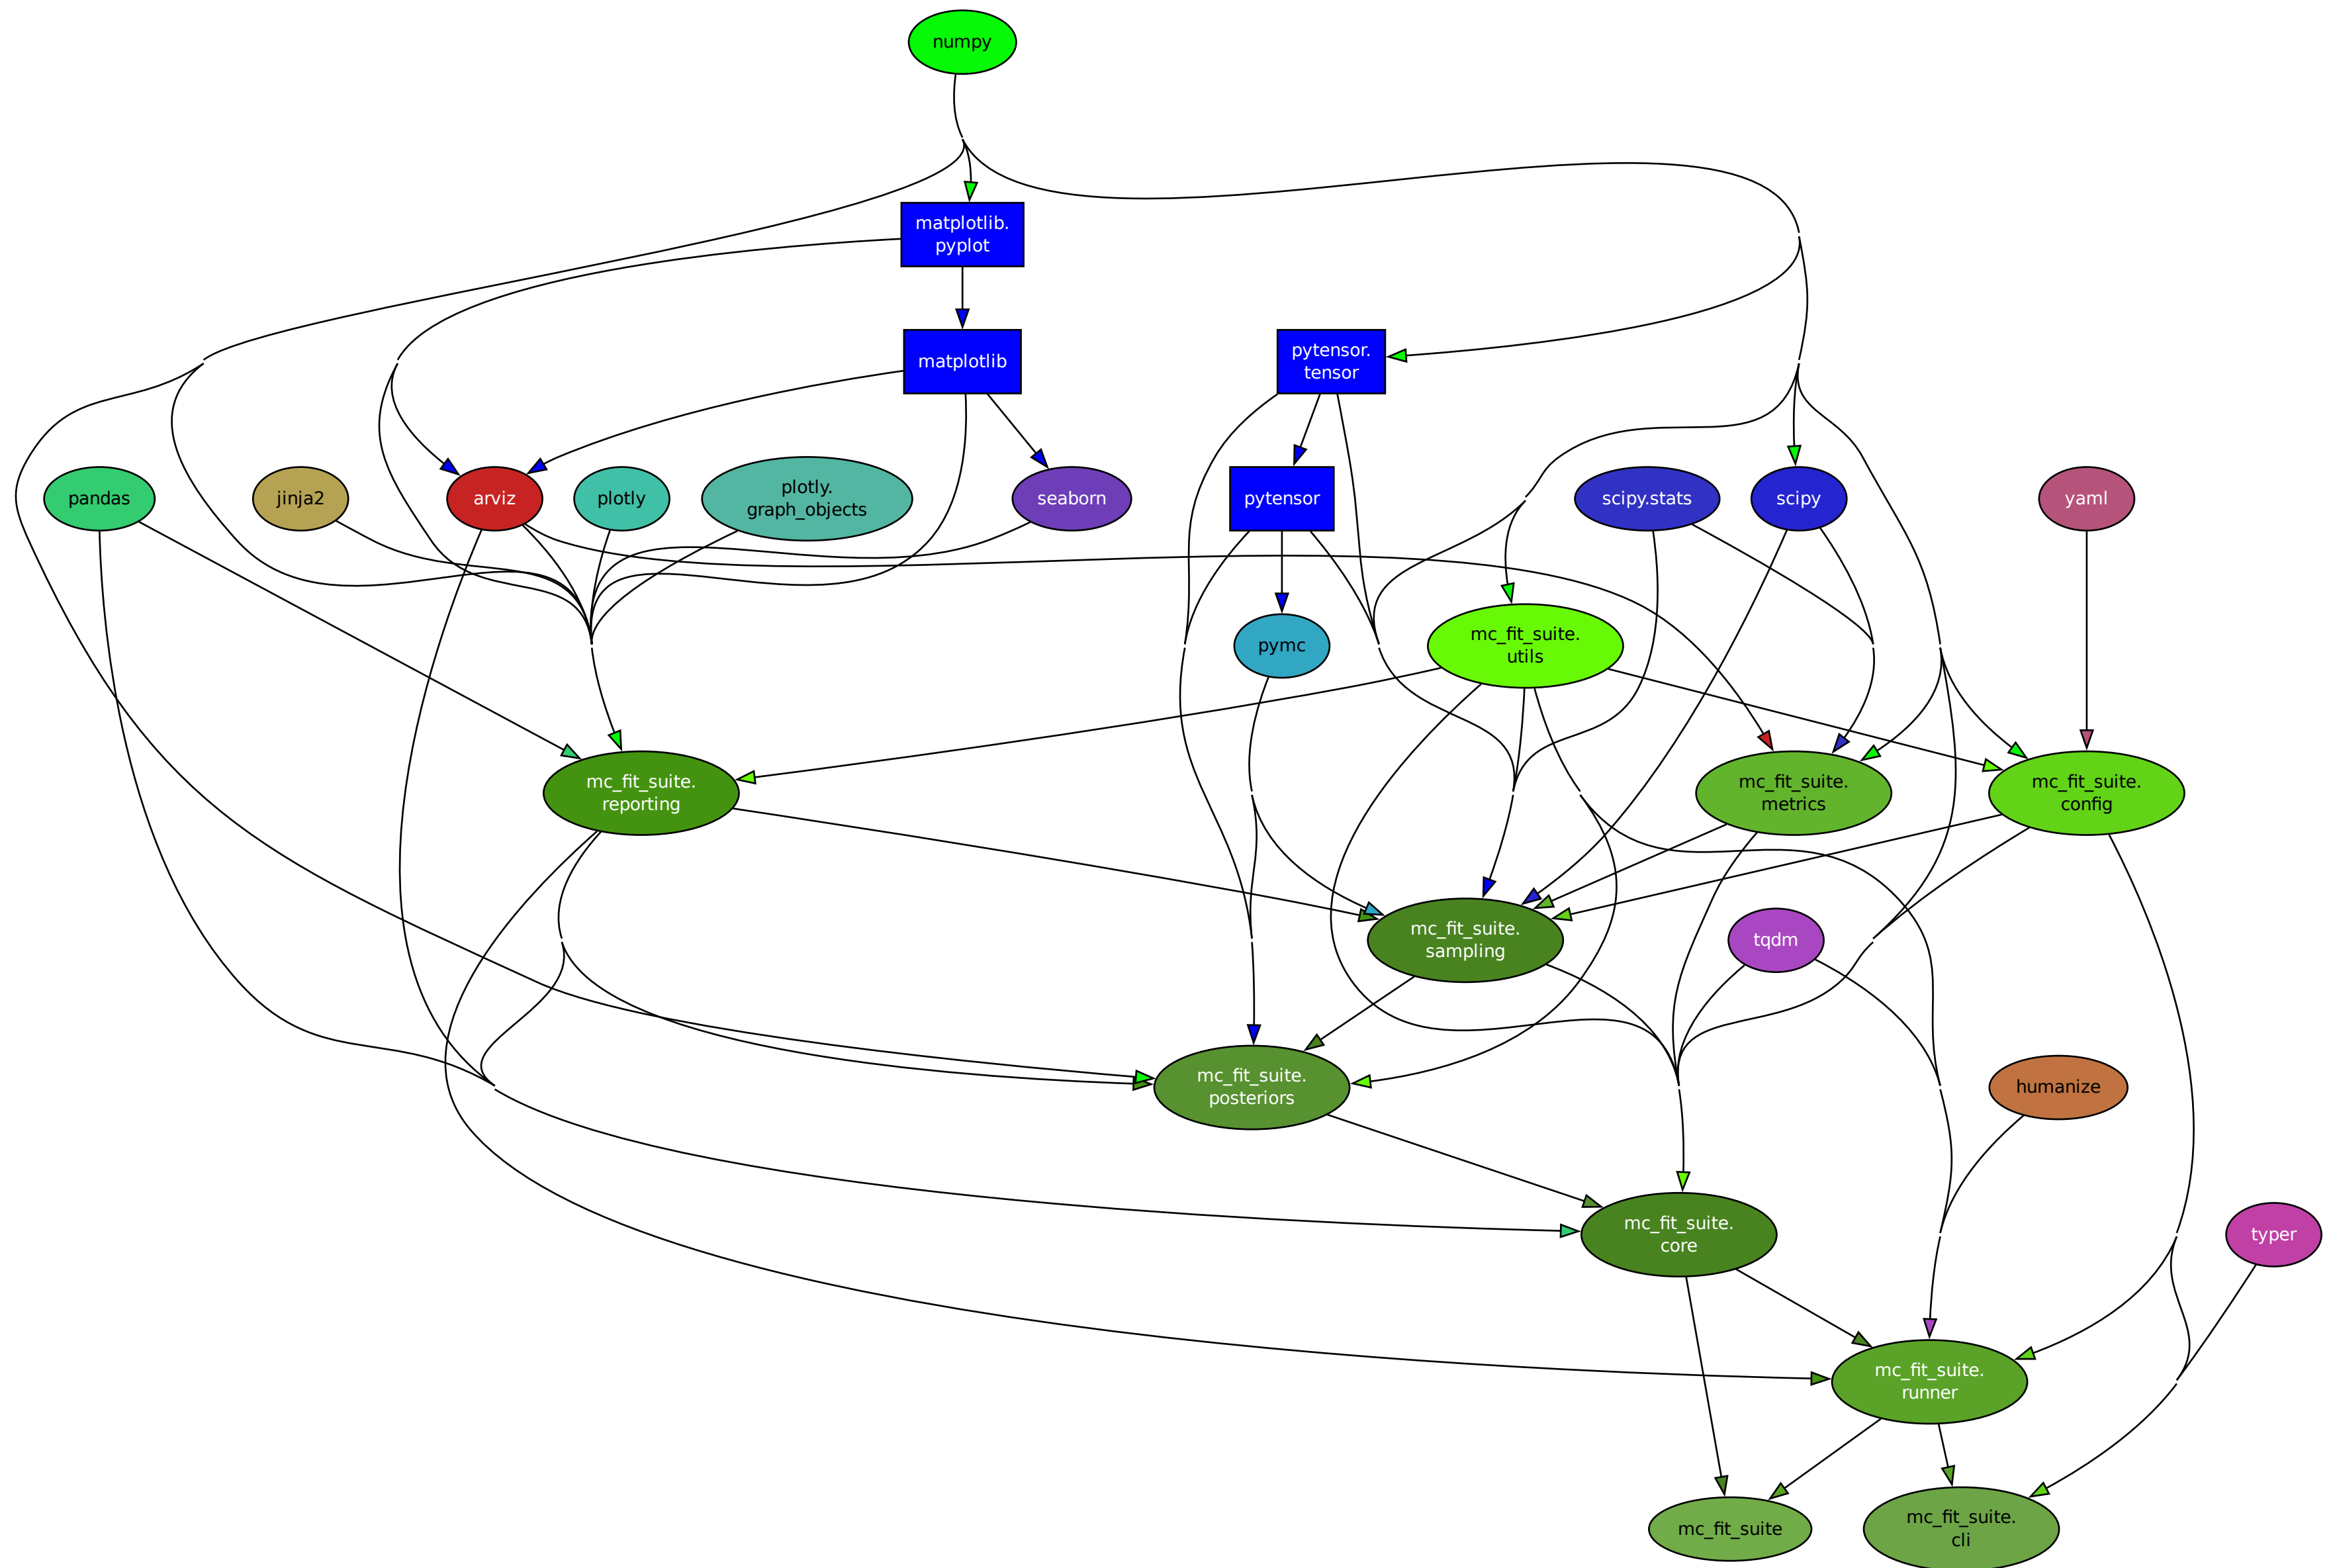 numpy
matplotlib.
pyplot
matplotlib
pytensor.
tensor
pandas
jinja2
arviz
plotly
plotly.
graph_objects
seaborn
pytensor
scipy.stats
scipy
yaml
pymc
mc_fit_suite.
utils
mc_fit_suite.
reporting
mc_fit_suite.
metrics
mc_fit_suite.
config
mc_fit_suite.
sampling
tqdm
mc_fit_suite.
posteriors
humanize
mc_fit_suite.
core
typer
mc_fit_suite.
runner
mc_fit_suite
mc_fit_suite.
cli